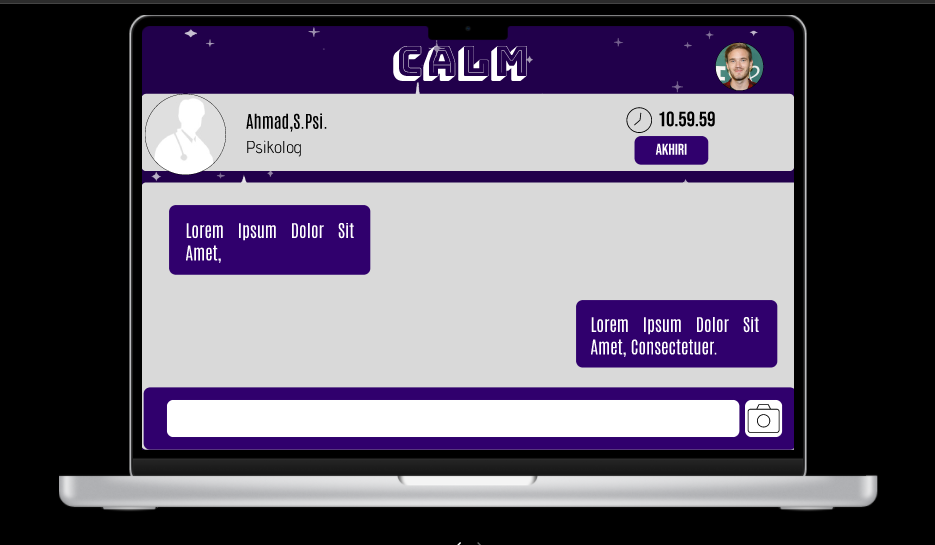 CALM
Ahmad,S.Psi.
Psikolog
10.59.59
AKHIRI
Lorem Ipsum Dolor Sit
Amet,
Lorem Ipsum Dolor Sit
Amet, Consectetuer.